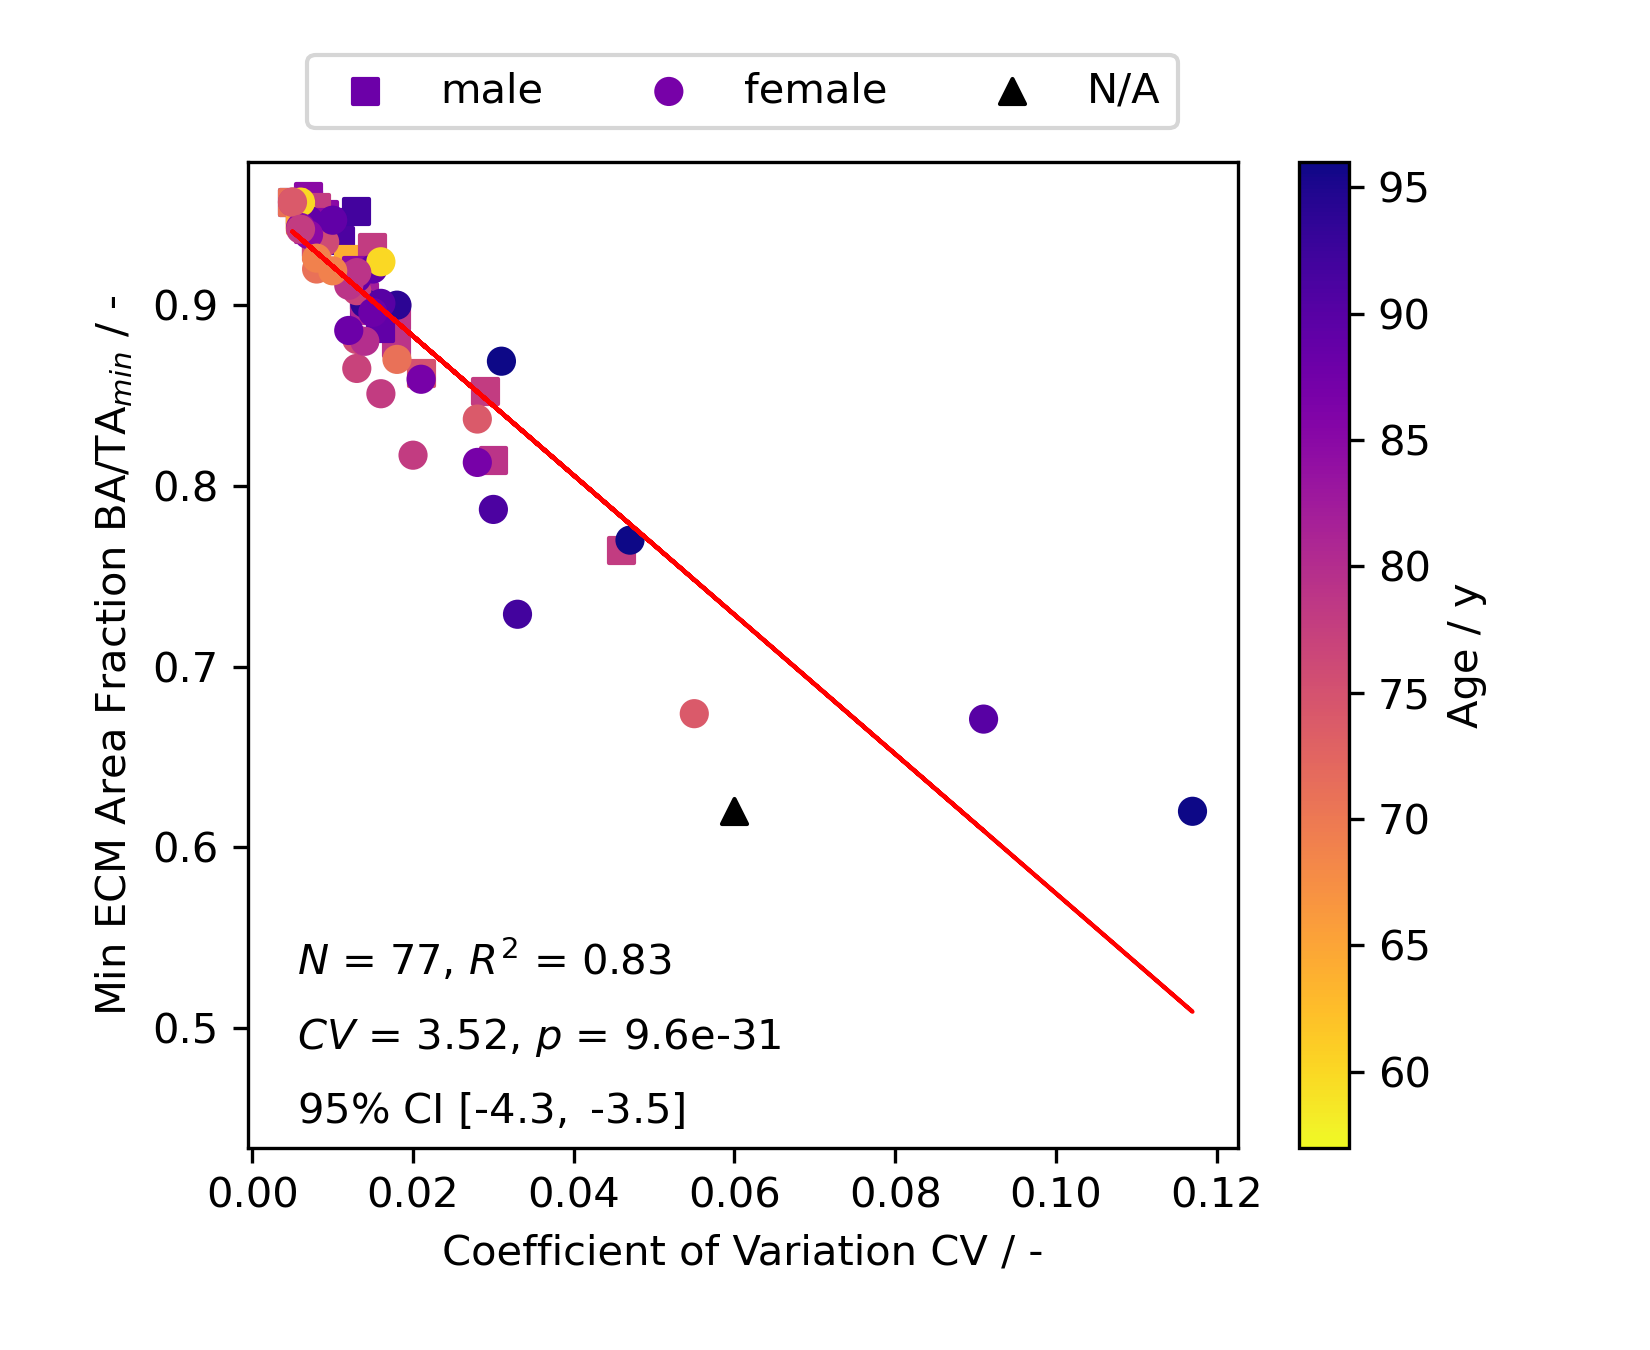 male female N/A
0.9
0.8
0.7
0.6
0.5
Min ECM Area Fraction BA/TA_min / -
N = 77, R² = 0.83
CV = 3.52, p = 9.6e-31
95% CI [-4.3, -3.5]
0.00 0.02 0.04 0.06 0.08 0.10 0.12
Coefficient of Variation CV / -
95
90
85
80
75
70
65
60
Age / y